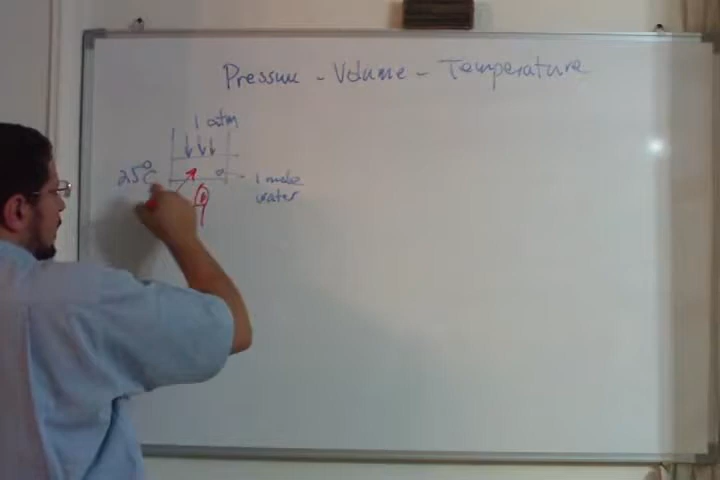 Pressure - Volume - Temperature
1 atm
25°C
1 mole
water